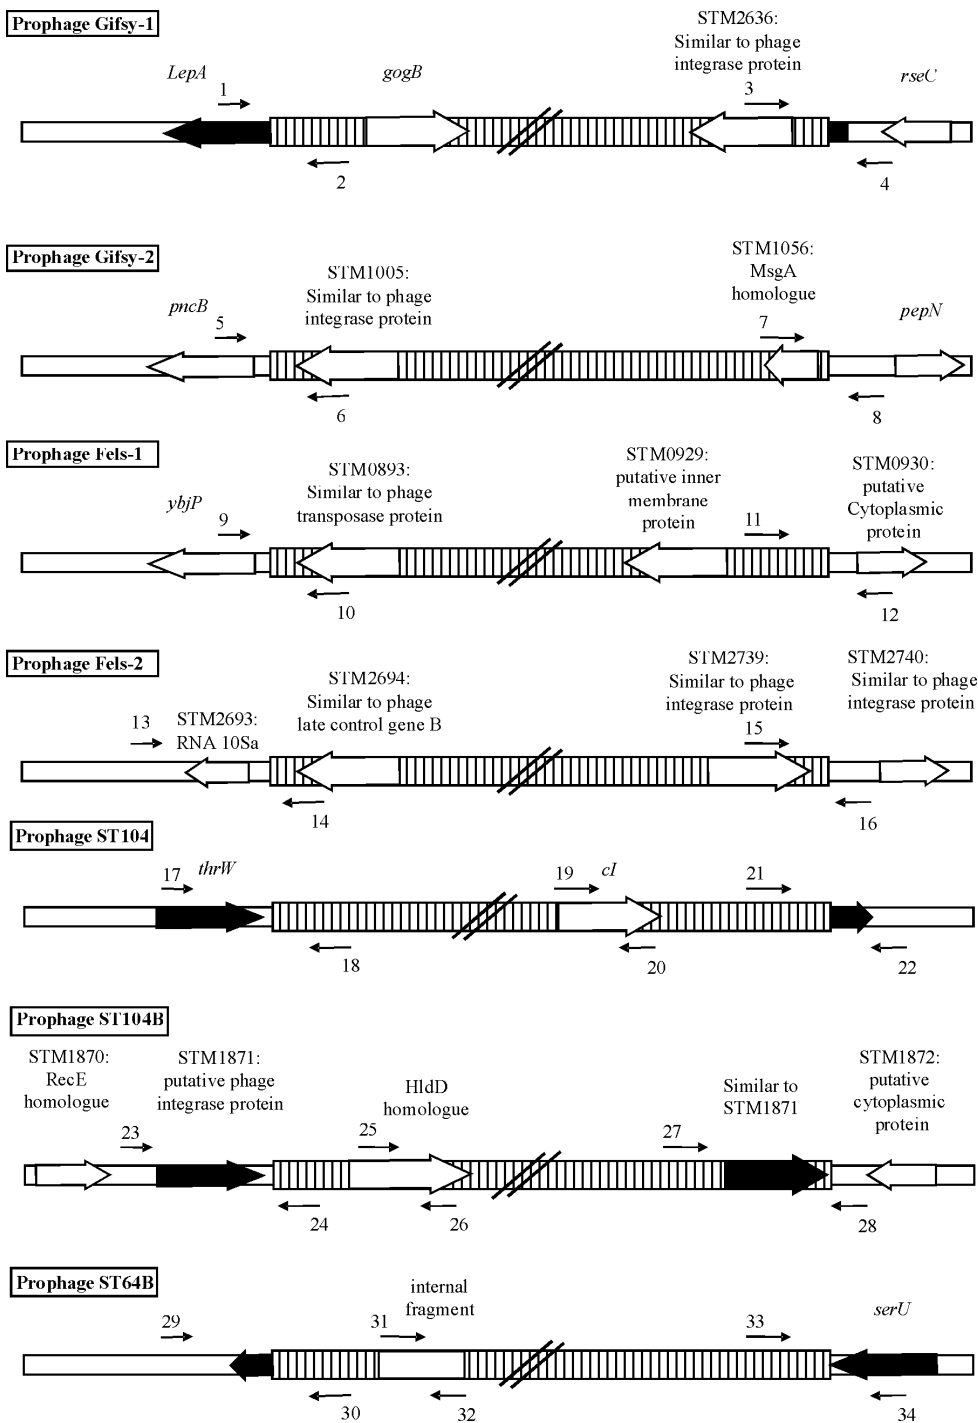 Prophage Gifsy-1
STM2636:
Similar to phage
integrase protein
LepA
gogB
rseC
1
3
2
4
Prophage Gifsy-2
STM1005:
Similar to phage
integrase protein
STM1056:
MsgA
homologue
pncB
pepN
5
7
6
8
Prophage Fels-1
STM0893:
Similar to phage
transposase protein
STM0929:
putative inner
membrane
protein
STM0930:
putative
Cytoplasmic
protein
ybjP
9
11
10
12
Prophage Fels-2
STM2693:
RNA 10Sa
STM2694:
Similar to phage
late control gene B
STM2739:
Similar to phage
integrase protein
STM2740:
Similar to phage
integrase protein
13
15
14
16
Prophage ST104
17
thrW
19
cI
21
18
20
22
Prophage ST104B
STM1870:
RecE
homologue
STM1871:
putative phage
integrase protein
HldD
homologue
Similar to
STM1871
STM1872:
putative
cytoplasmic
protein
23
25
27
24
26
28
Prophage ST64B
internal
fragment
serU
29
31
33
30
32
34